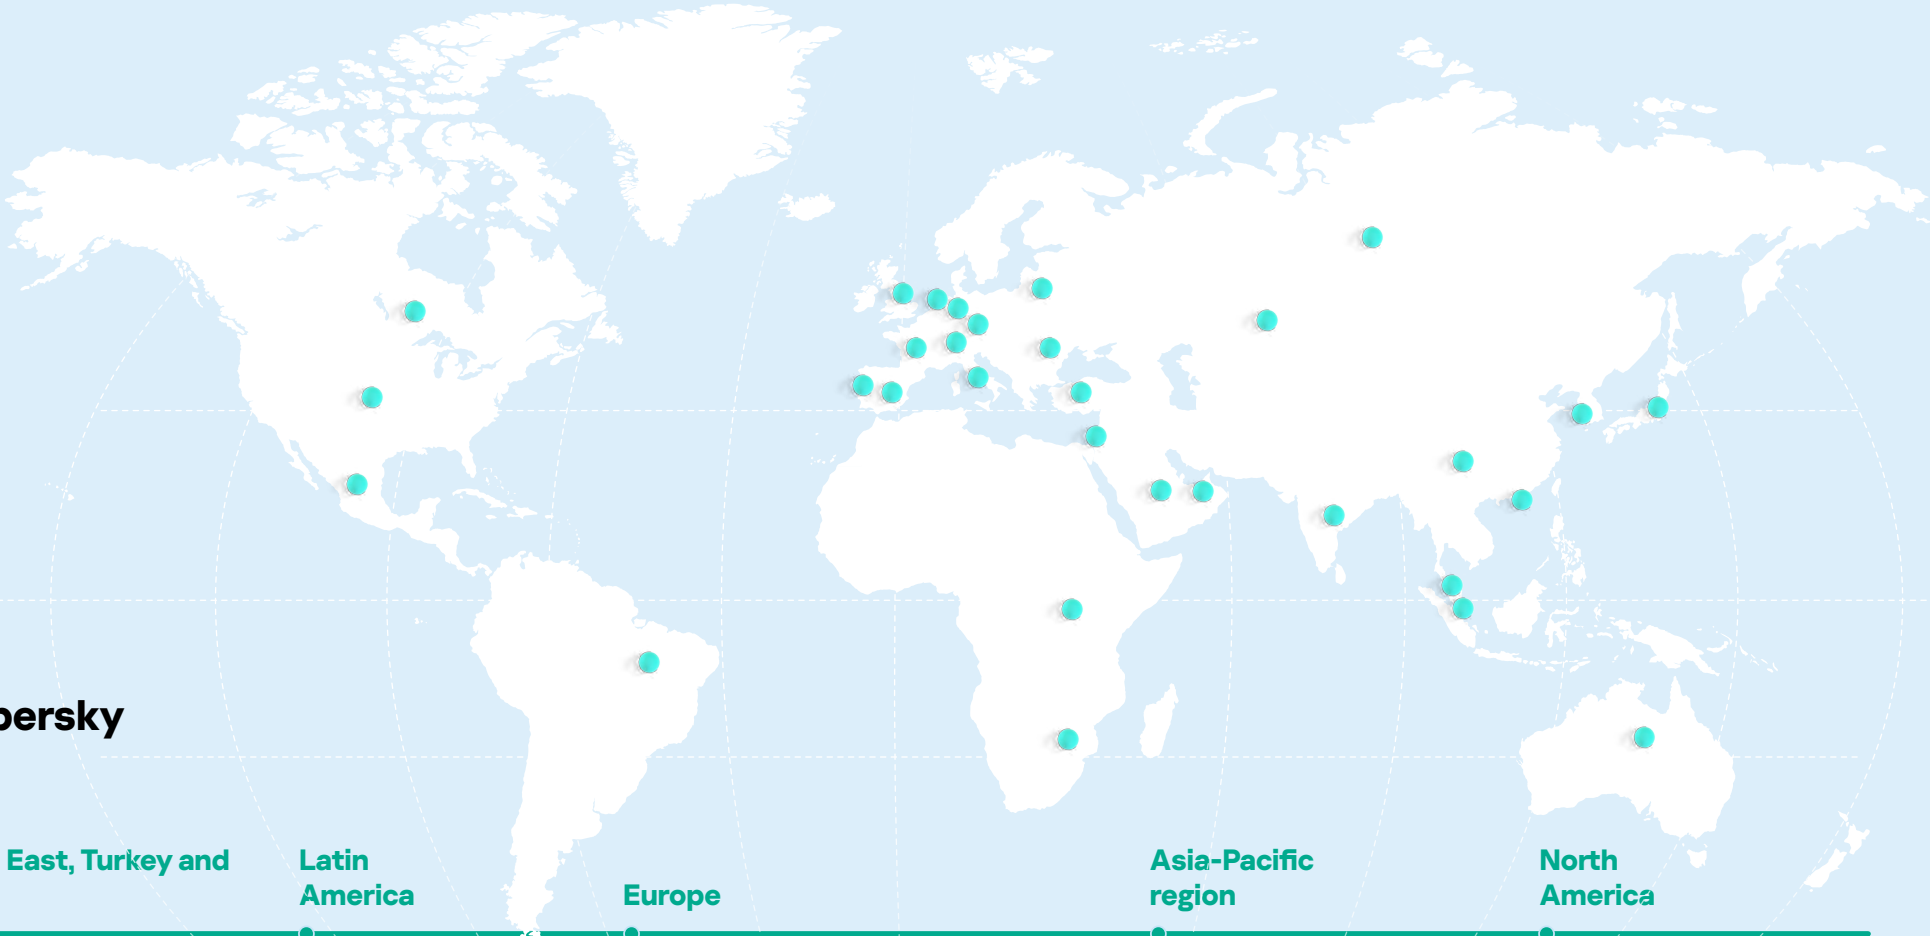 persky
East, Turkey and
Latin
America
Europe
Asia-Pacific
region
North
America